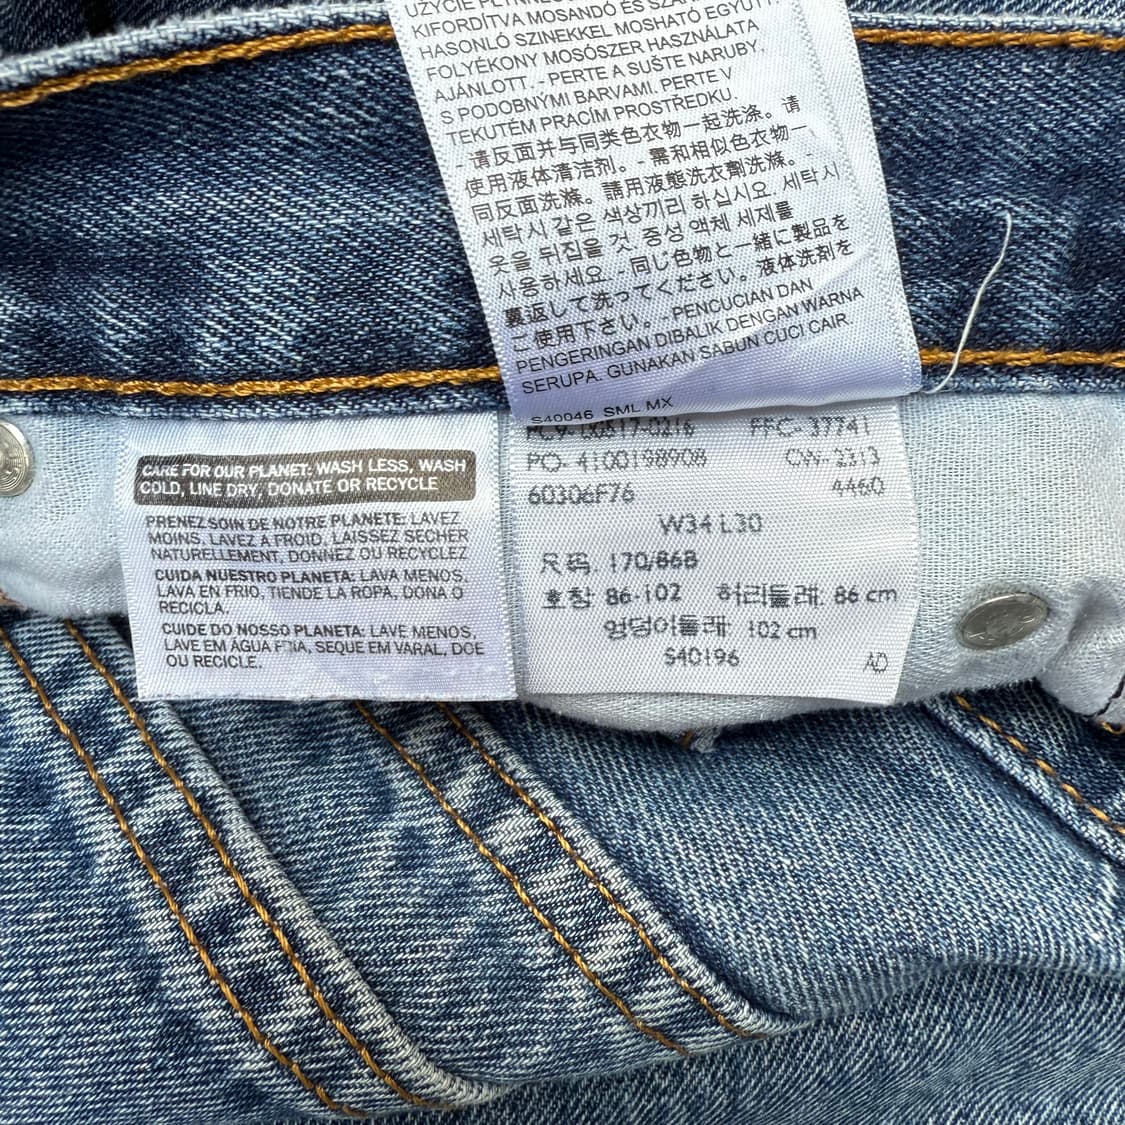 UŻYCIE
KIFORDÍTVA MOSANDÓ ÉS
HASONLÓ SZINEKKEL MOSHATÓ EGYÜTT.
FOLYÉKONY MOSÓSZER HASZNÁLATA
AJÁNLOTT. - PERTE A SUŠTE NARUBY.
S PODOBNÝMI BARVAMI. PERTE V
TEKUTÉM PRACÍM PROSTŘEDKU.
- 请反面并与同类色衣物一起洗涤。请
使用液体清洁剂。- 需和相似色衣物一
同反面洗滌。請用液態洗衣劑洗滌。-
세탁시 같은 색상끼리 하십시요. 세탁시
옷을 뒤집을 것. 중성 액체 세제를
사용하세요. - 同じ色物と一緒に製品を
裏返して洗ってください。液体洗剤を
ご使用下さい。- PENCUCIAN DAN
PENGERINGAN DIBALIK DENGAN WARNA
SERUPA. GUNAKAN SABUN CUCI CAIR.
S40046 SML MX
CARE FOR OUR PLANET: WASH LESS, WASH
COLD, LINE DRY, DONATE OR RECYCLE
PRENEZ SOIN DE NOTRE PLANETE: LAVEZ
MOINS, LAVEZ A FROID, LAISSEZ SECHER
NATURELLEMENT, DONNEZ OU RECYCLEZ
CUIDA NUESTRO PLANETA: LAVA MENOS,
LAVA EN FRIO, TIENDE LA ROPA, DONA O
RECICLA.
CUIDE DO NOSSO PLANETA: LAVE MENOS,
LAVE EM ÁGUA FRIA, SEQUE EM VARAL, DOE
OU RECICLE.
FFC- 37741
PO- 4100198908 CW- 2313
60306F76 4460
W34 L30
尺码 170/86B
호창 86-102 허리둘레 86 cm
엉덩이둘레 102 cm
S40196 AD